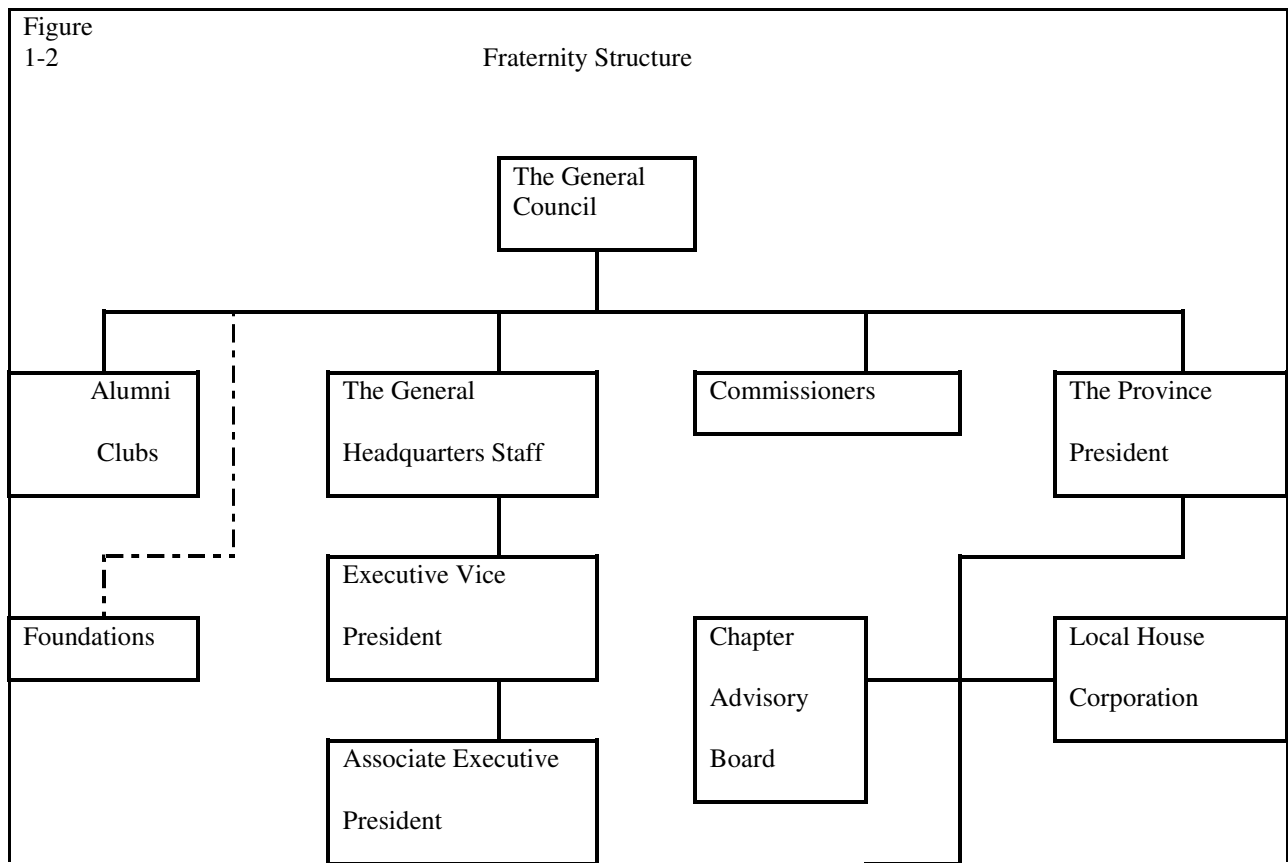 Figure
1-2
Fraternity Structure
The General
Council
Alumni
Clubs
The General
Headquarters Staff
Commissioners
The Province
President
Foundations
Executive Vice
President
Chapter
Advisory
Board
Local House
Corporation
Associate Executive
President